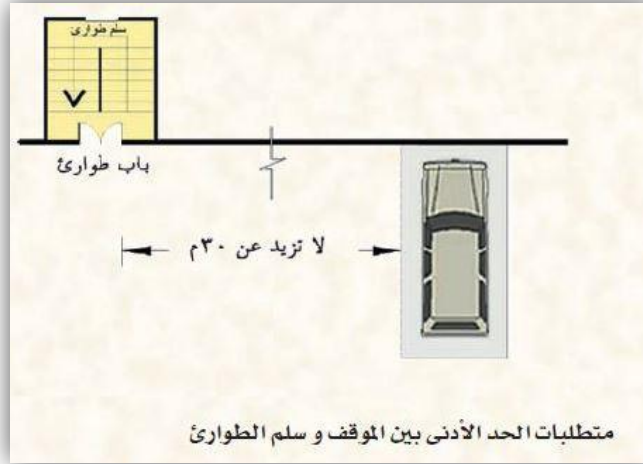 سلم طوارئ
باب طوارئ
لا تزيد عن ٣٠م
متطلبات الحد الأدنى بين الموقف و سلم الطوارئ